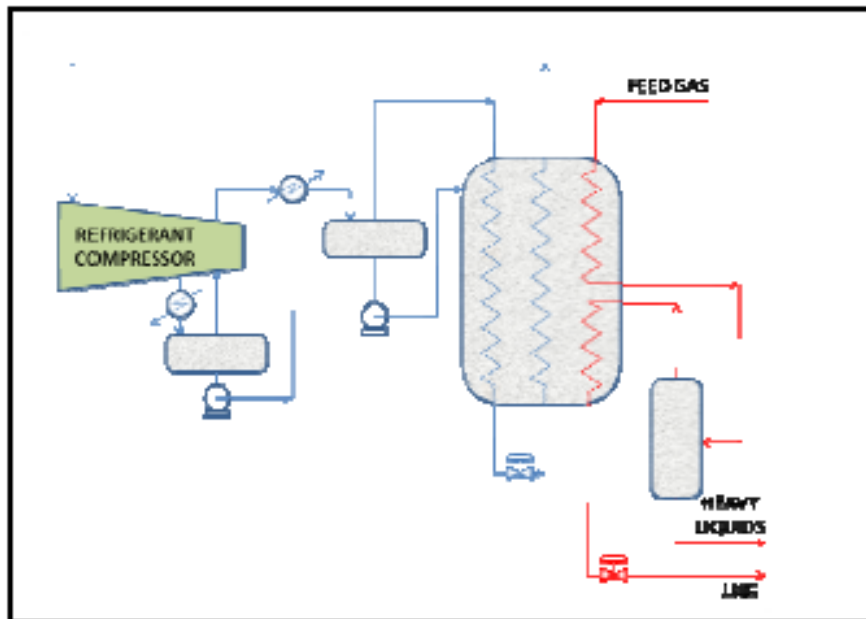 FEED GAS
REFRIGERANT
COMPRESSOR
HEAVY
LIQUIDS
LNG